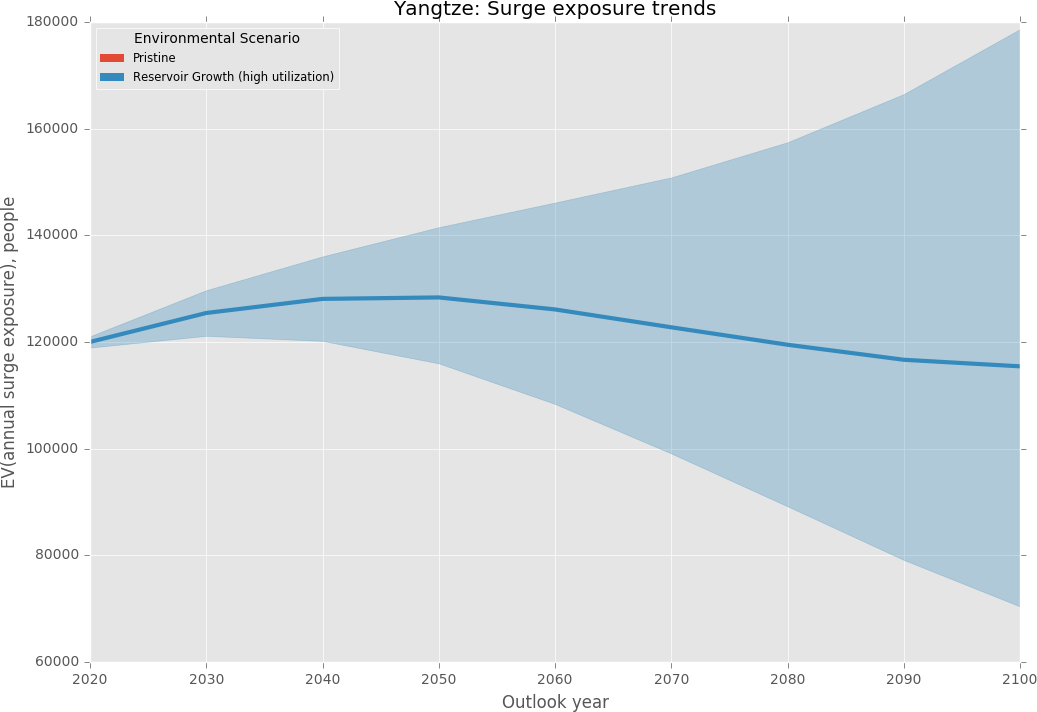 Yangtze: Surge exposure trends
Environmental Scenario
Pristine
Reservoir Growth (high utilization)
EV(annual surge exposure), people
180000
160000
140000
120000
100000
80000
60000
2020 2030 2040 2050 2060 2070 2080 2090 2100
Outlook year